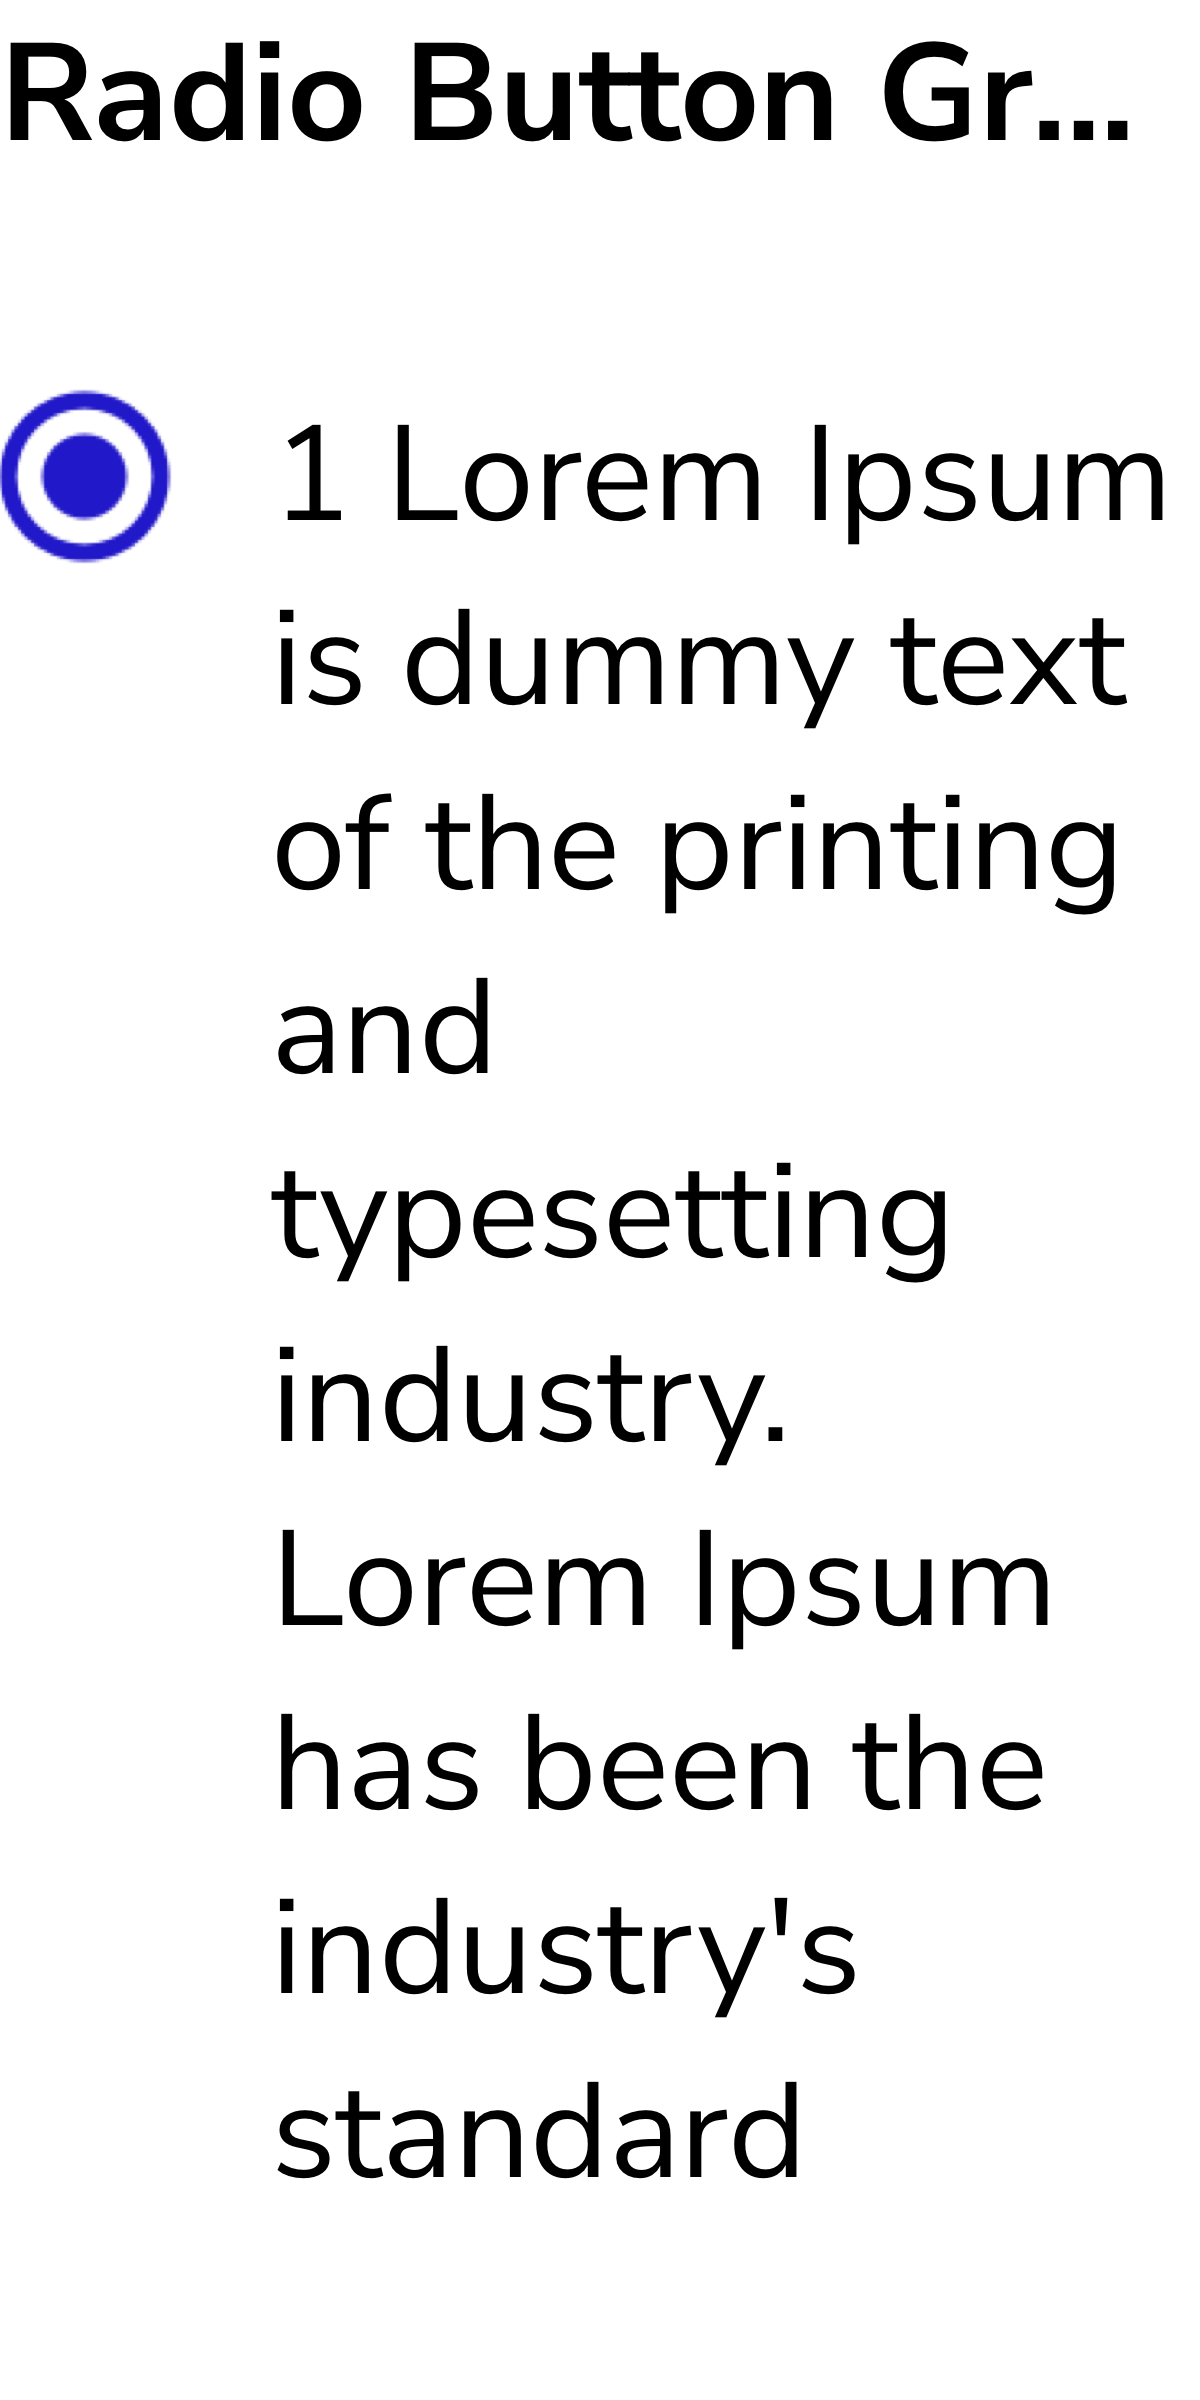 Radio Button Gr...
1 Lorem Ipsum
is dummy text
of the printing
and
typesetting
industry.
Lorem Ipsum
has been the
industry's
standard